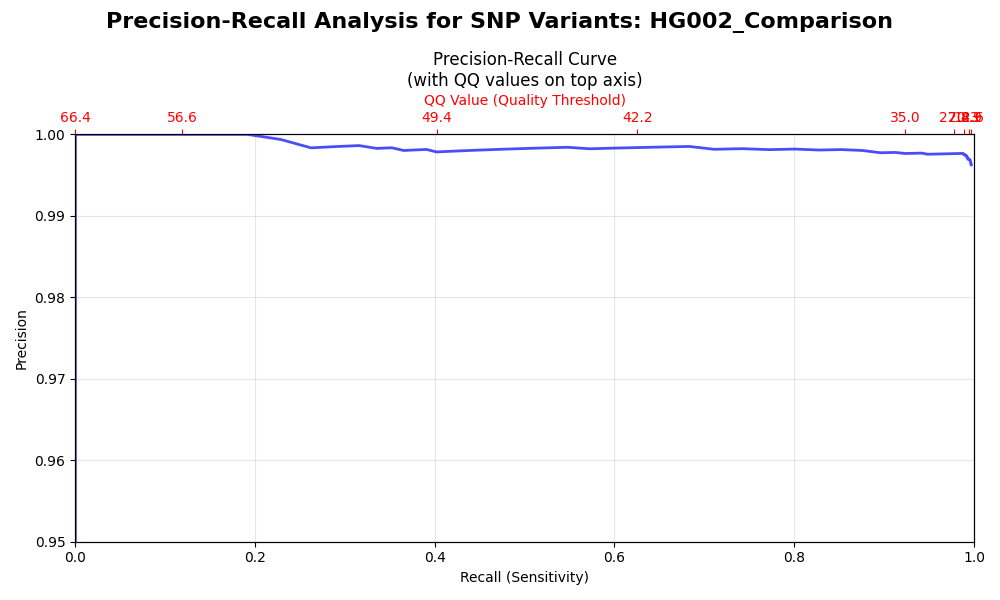 Precision-Recall Analysis for SNP Variants: HG002_Comparison
Precision-Recall Curve
(with QQ values on top axis)
QQ Value (Quality Threshold)
66.4 56.6 49.4 42.2 35.0
1.00
0.99
0.98
0.97
0.96
0.95
Precision
0.0 0.2 0.4 0.6 0.8 1.0
Recall (Sensitivity)